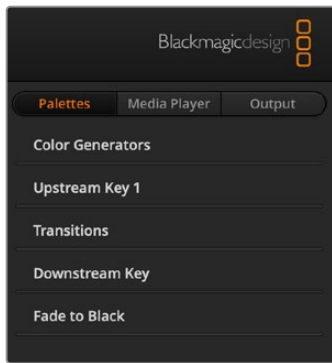 Blackmagicdesign
Palettes Media Player Output
Color Generators
Upstream Key 1
Transitions
Downstream Key
Fade to Black